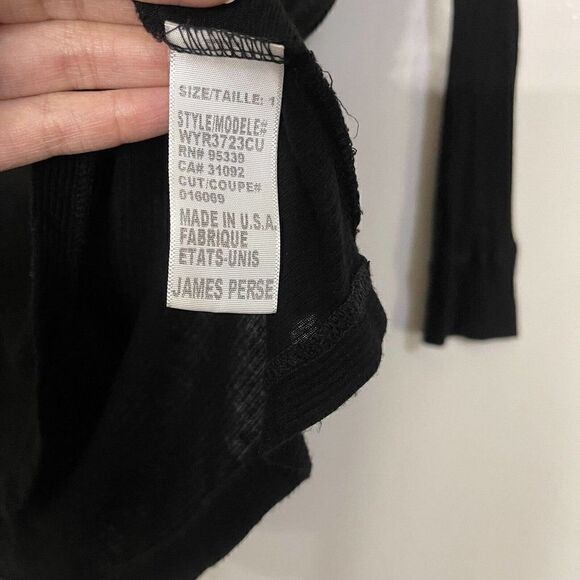 SIZE/TAILLE: 1
STYLE/MODELE#
WYR3723CU
RN# 95339
CA# 31092
CUT/COUPE#
016069
MADE IN U.S.A.
FABRIQUE
ETATS-UNIS
JAMES PERSE